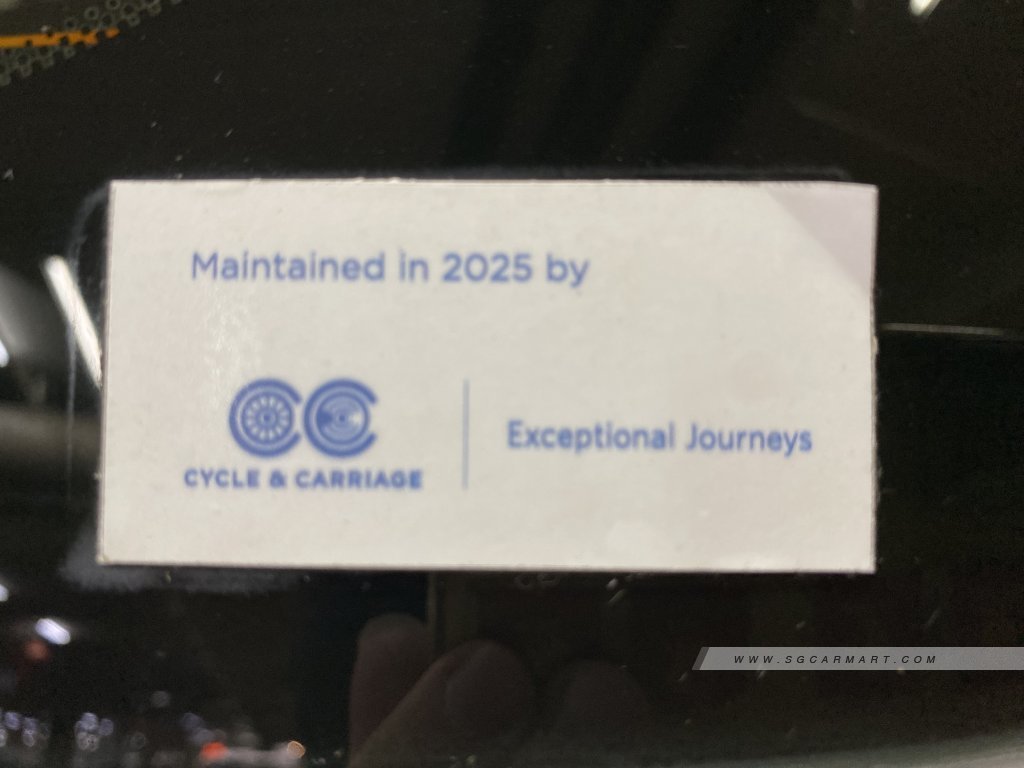 Maintained in 2025 by
CYCLE & CARRIAGE
Exceptional Journeys
WWW.SGCARMART.COM